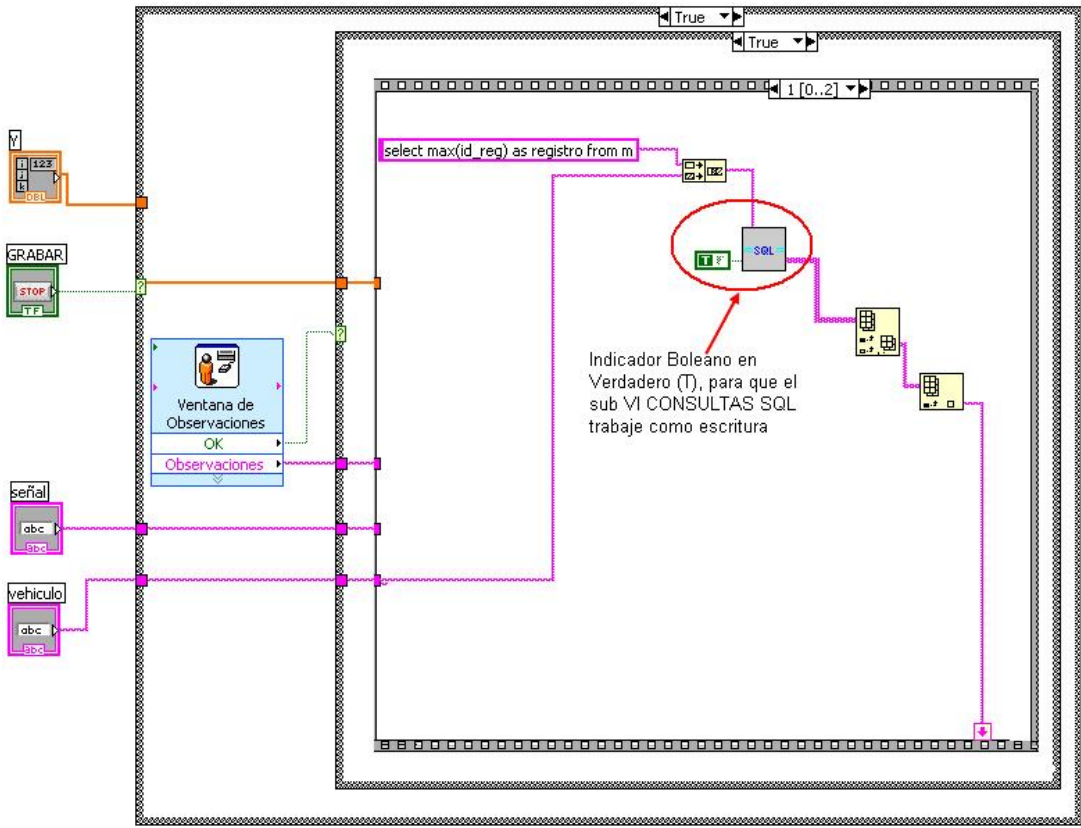 True
True
1 [0..2]
Y
123
i
j
k
DBL
select max(id_reg) as registro from m
GRABAR
STOP
TF
?
?
T
SQL
Ventana de
Observaciones
OK
Observaciones
Indicador Boleano en
Verdadero (T), para que el
sub VI CONSULTAS SQL
trabaje como escritura
señál
abc
abc
vehiculo
abc
abc